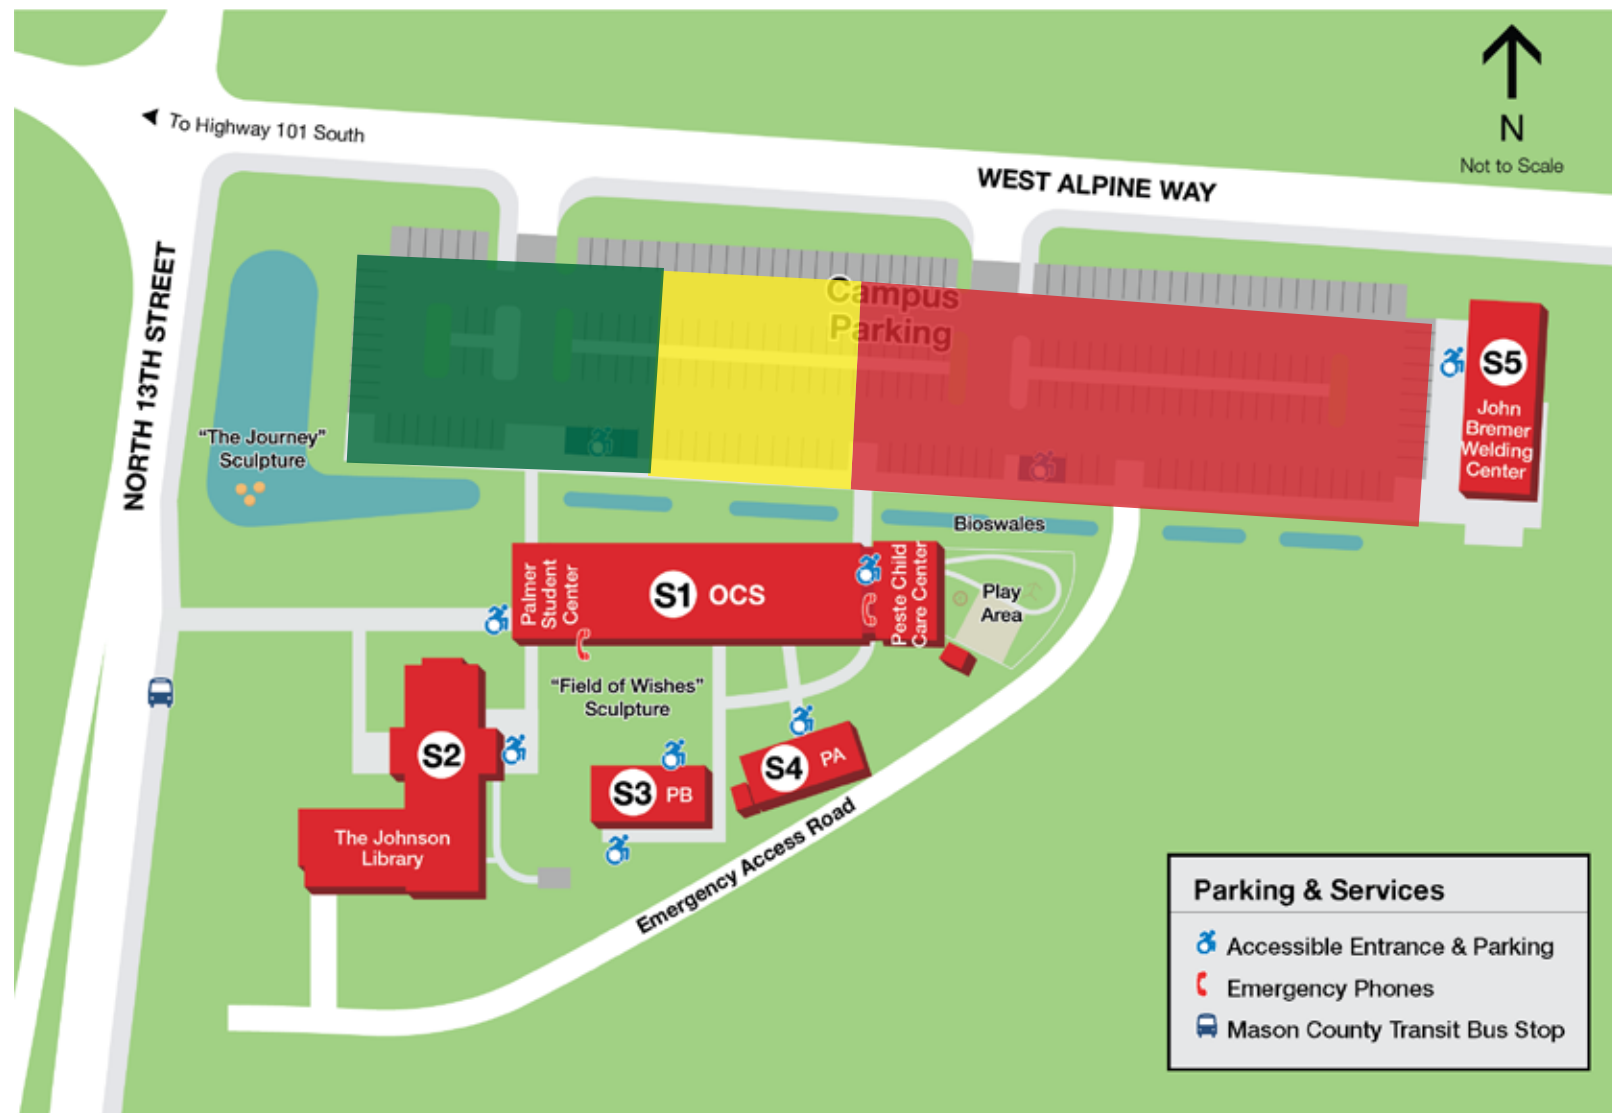 To Highway 101 South
WEST ALPINE WAY
N
Not to Scale
NORTH 13TH STREET
Campus
Parking
S5
John
Bremer
Welding
Center
“The Journey”
Sculpture
Bioswales
Palmer
Student
Center
S1 OCS
Peste Child
Care Center
Play
Area
“Field of Wishes”
Sculpture
S2
The Johnson
Library
S3 PB
S4 PA
Emergency Access Road
Parking & Services
Accessible Entrance & Parking
Emergency Phones
Mason County Transit Bus Stop